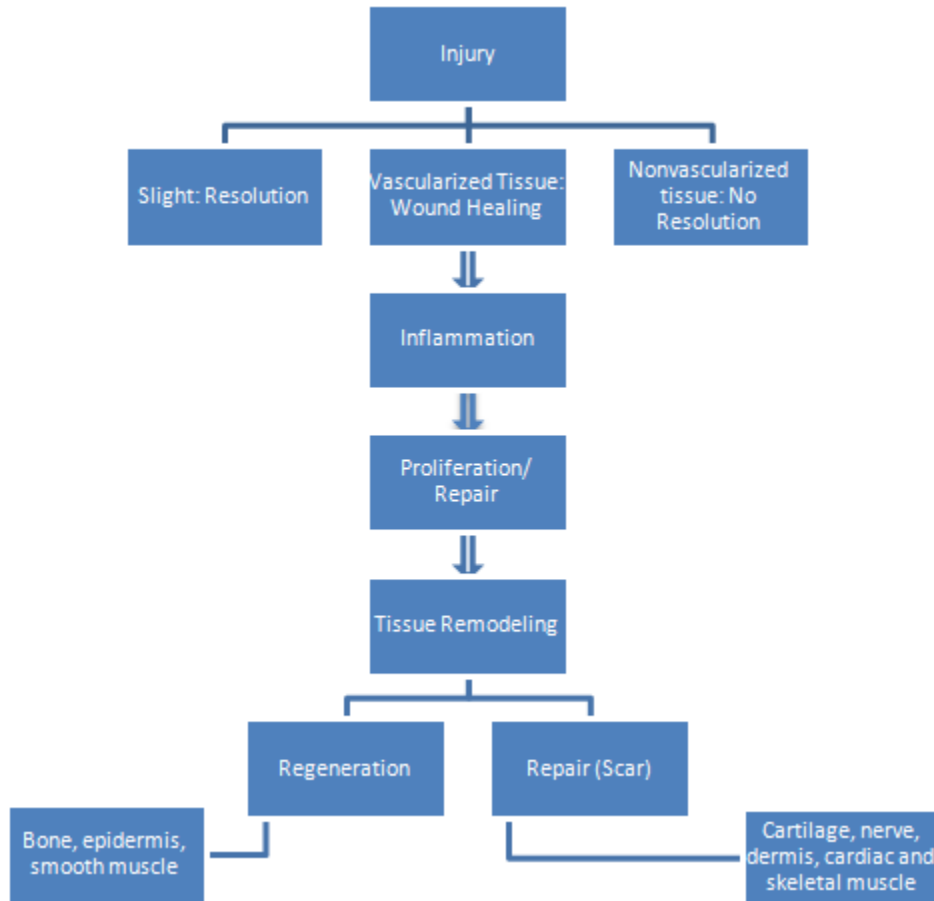 Injury
Slight: Resolution
Vascularized Tissue:
Wound Healing
Nonvascularized
tissue: No
Resolution
Inflammation
Proliferation/
Repair
Tissue Remodeling
Regeneration
Repair (Scar)
Bone, epidermis,
smooth muscle
Cartilage, nerve,
dermis, cardiac and
skeletal muscle